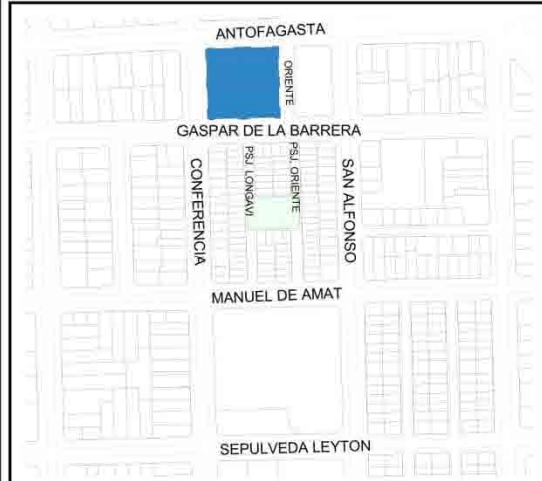 ANTOFAGASTA
ORIENTE
GASPAR DE LA BARRERA
CONFERENCIA
PSJ. LONGAVI
PSJ. ORIENTE
SAN ALFONSO
MANUEL DE AMAT
SEPULVEDA LEYTON